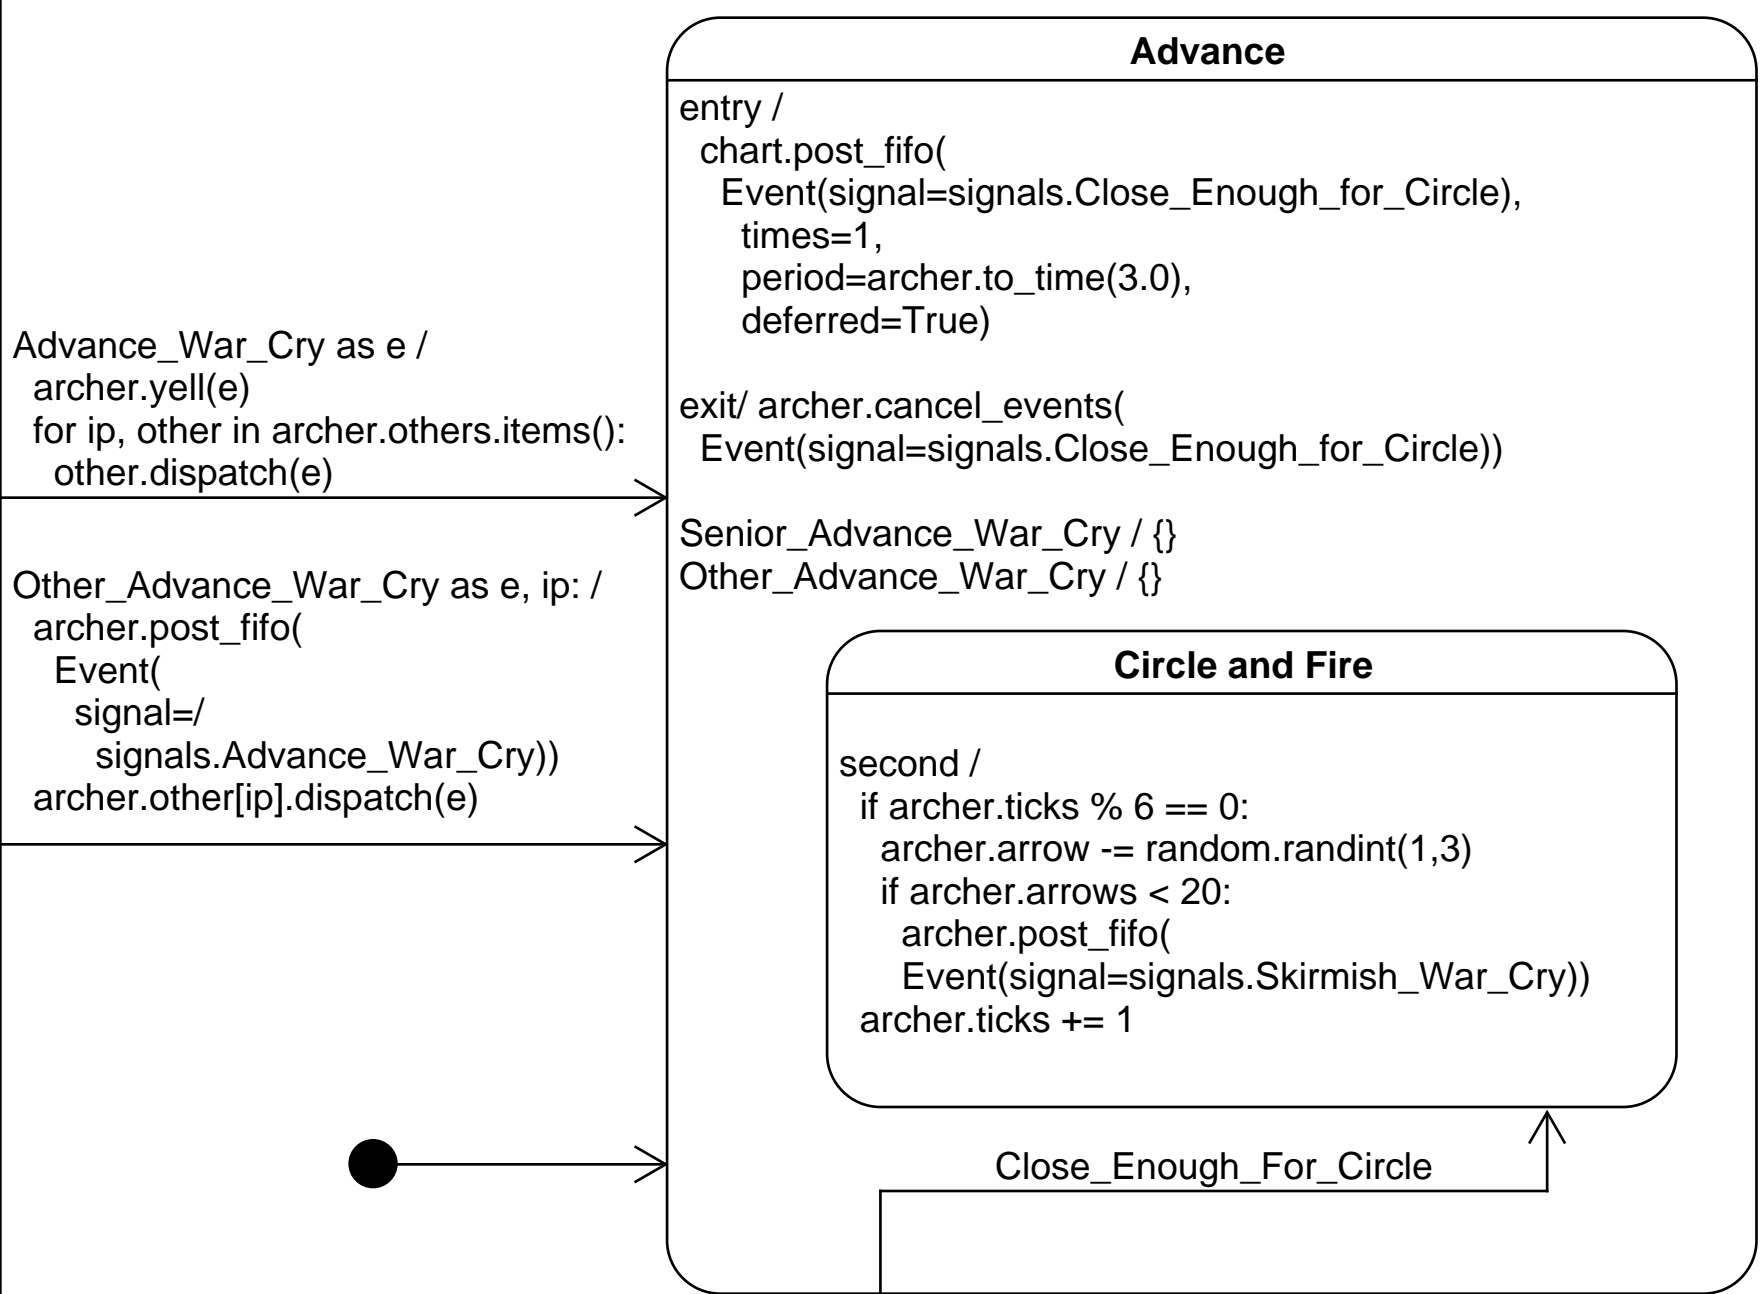 Advance
entry /
chart.post_fifo(
Event(signal=signals.Close_Enough_for_Circle),
times=1,
period=archer.to_time(3.0),
deferred=True)
exit/ archer.cancel_events(
Event(signal=signals.Close_Enough_for_Circle))
Senior_Advance_War_Cry / {}
Other_Advance_War_Cry / {}
Advance_War_Cry as e /
archer.yell(e)
for ip, other in archer.others.items():
other.dispatch(e)
Other_Advance_War_Cry as e, ip: /
archer.post_fifo(
Event(
signal=/
signals.Advance_War_Cry))
archer.other[ip].dispatch(e)
Circle and Fire
second /
if archer.ticks % 6 == 0:
archer.arrow -= random.randint(1,3)
if archer.arrows < 20:
archer.post_fifo(
Event(signal=signals.Skirmish_War_Cry))
archer.ticks += 1
Close_Enough_For_Circle